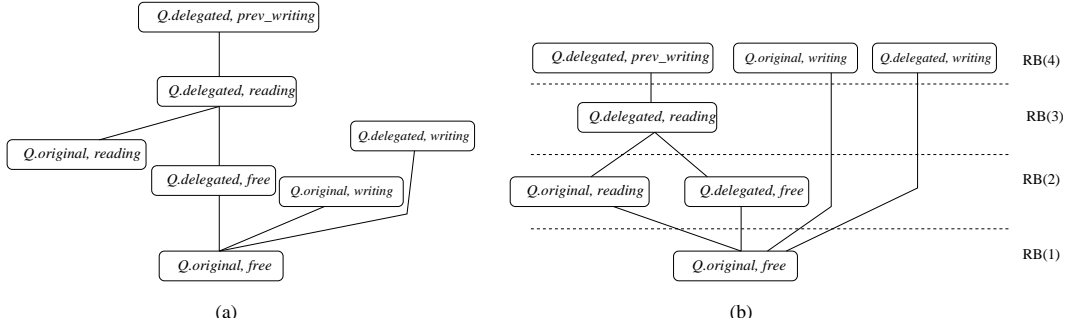 Q.delegated, prev_writing
Q.delegated, reading
Q.delegated, writing
Q.original, reading
Q.delegated, free
Q.original, writing
Q.original, free
(a)
Q.delegated, prev_writing
Q.original, writing
Q.delegated, writing
RB(4)
Q.delegated, reading
RB(3)
Q.original, reading
Q.delegated, free
RB(2)
Q.original, free
RB(1)
(b)